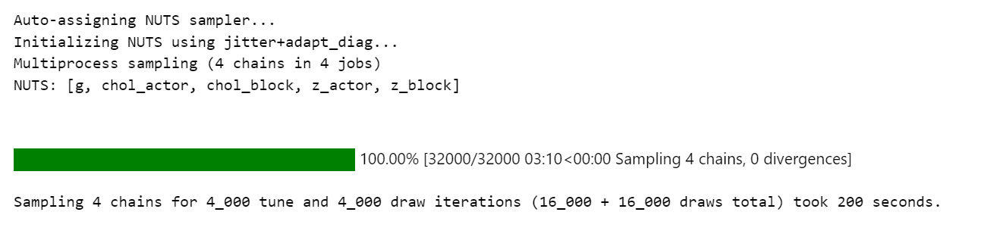 Auto-assigning NUTS sampler...
Initializing NUTS using jitter+adapt_diag...
Multiprocess sampling (4 chains in 4 jobs)
NUTS: [g, chol_actor, chol_block, z_actor, z_block]
100.00% [32000/32000 03:10<00:00 Sampling 4 chains, 0 divergences]
Sampling 4 chains for 4_000 tune and 4_000 draw iterations (16_000 + 16_000 draws total) took 200 seconds.